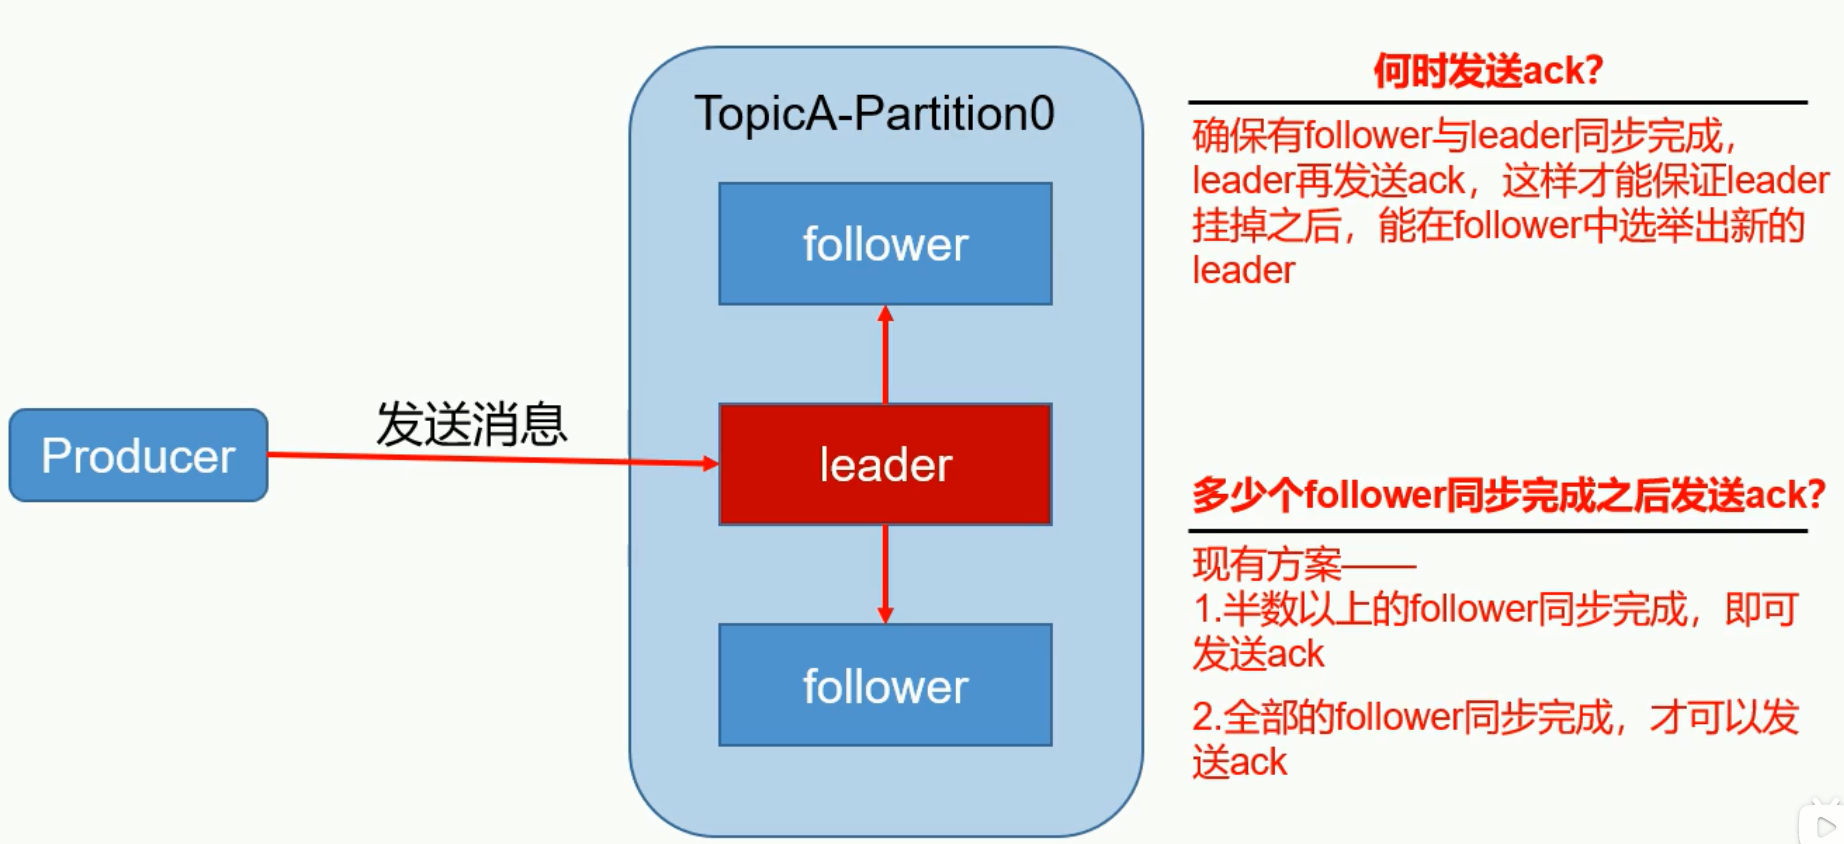 TopicA-Partition0
follower
发送消息
Producer
leader
follower
何时发送ack?
确保有follower与leader同步完成，
leader再发送ack，这样才能保证leader
挂掉之后，能在follower中选举出新的
leader
多少个follower同步完成之后发送ack?
现有方案——
1.半数以上的follower同步完成，即可
发送ack
2.全部的follower同步完成，才可以发
送ack